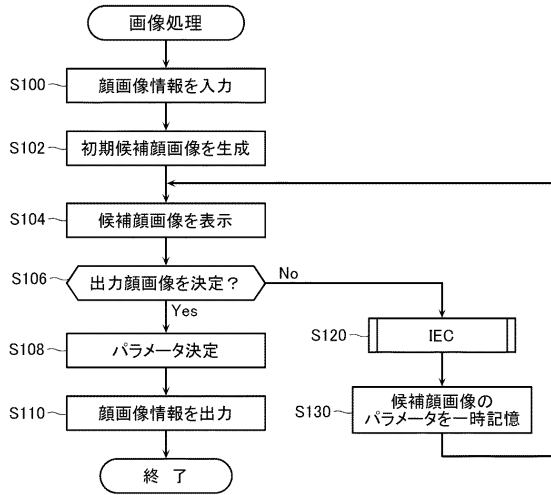 画像処理
S100
顔画像情報を入力
S102
初期候補顔画像を生成
S104
候補顔画像を表示
S106
出力顔画像を決定?
No
Yes
S120
IEC
S108
パラメータ決定
S130
候補顔画像の
パラメータを一時記憶
S110
顔画像情報を出力
終 了